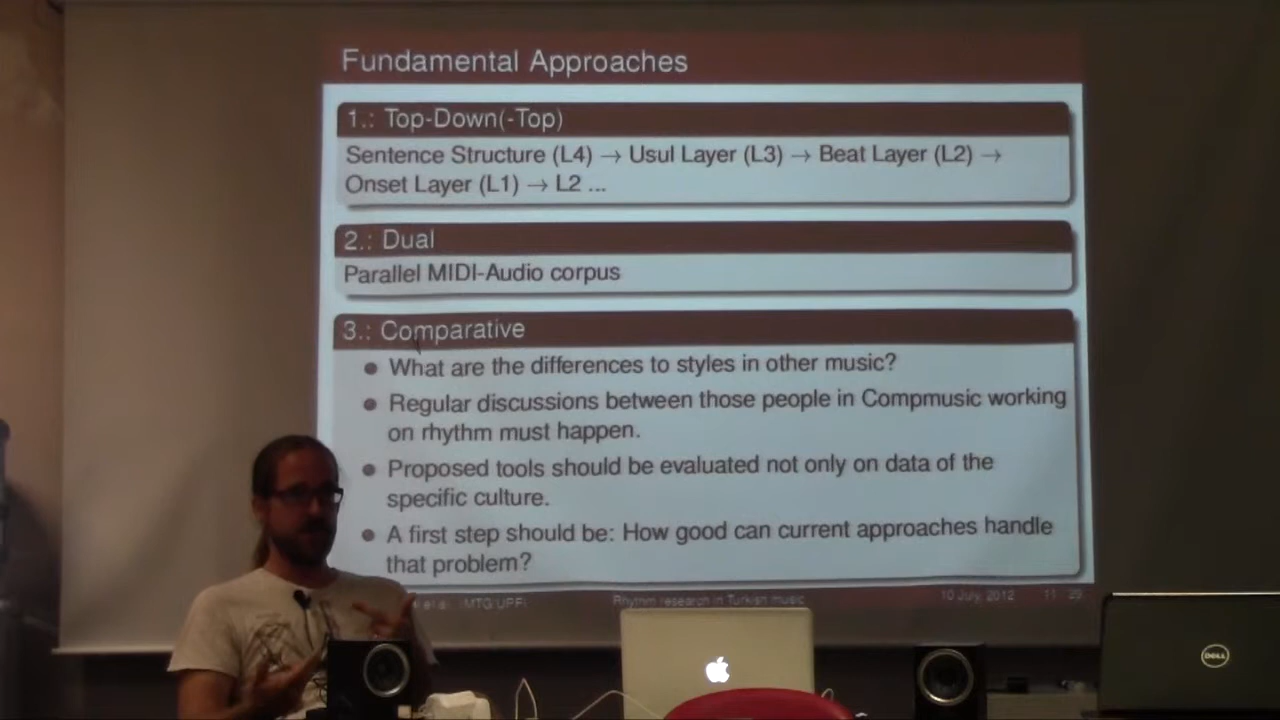 Fundamental Approaches
1.: Top-Down(-Top)
Sentence Structure (L4) → Usul Layer (L3) → Beat Layer (L2) →
Onset Layer (L1) → L2 ...
2.: Dual
Parallel MIDI-Audio corpus
3.: Comparative
What are the differences to styles in other music?
Regular discussions between those people in Compmusic working
on rhythm must happen.
Proposed tools should be evaluated not only on data of the
specific culture.
A first step should be: How good can current approaches handle
that problem?
et al. (MTG/UPF) Rhythm research in Turkish music 10 July, 2012
DELL